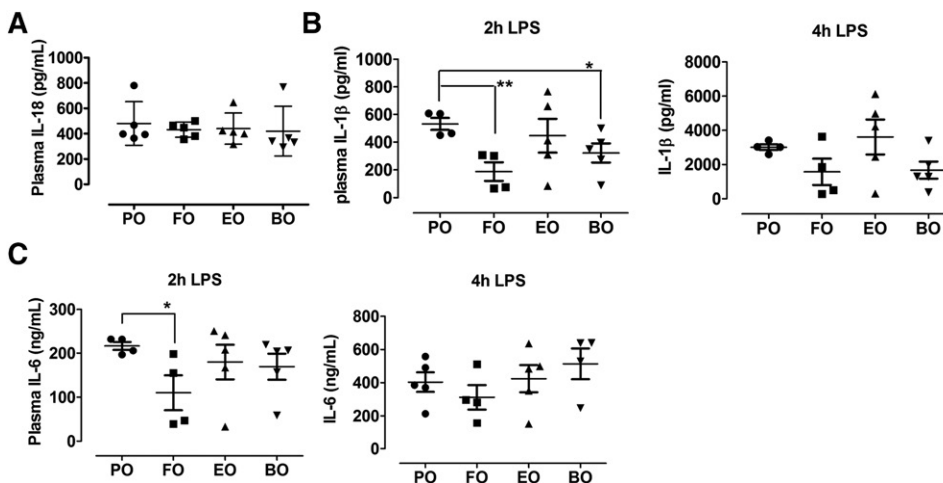 A
Plasma IL-18 (pg/mL)
1000
800
600
400
200
0
PO FO EO BO
B
2h LPS
plasma IL-1β (pg/ml)
1000
800
600
400
200
0
**
*
PO FO EO BO
4h LPS
IL-1β (pg/ml)
8000
6000
4000
2000
0
PO FO EO BO
C
2h LPS
Plasma IL-6 (ng/mL)
300
200
100
0
*
PO FO EO BO
4h LPS
IL-6 (ng/mL)
800
600
400
200
0
PO FO EO BO